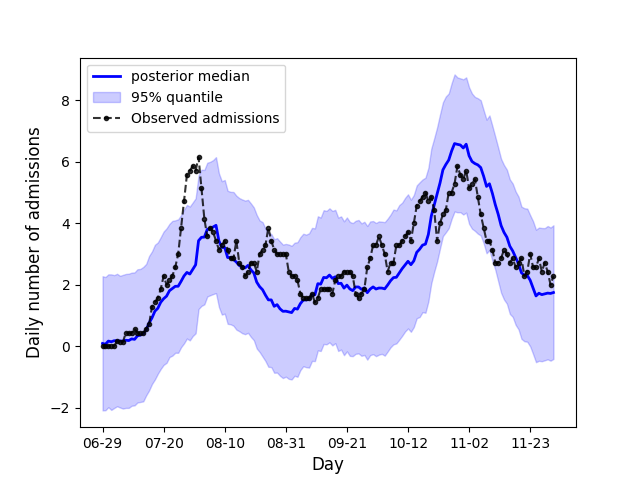 posterior median
95% quantile
Observed admissions
Daily number of admissions
8
6
4
2
0
−2
06-29 07-20 08-10 08-31 09-21 10-12 11-02 11-23
Day